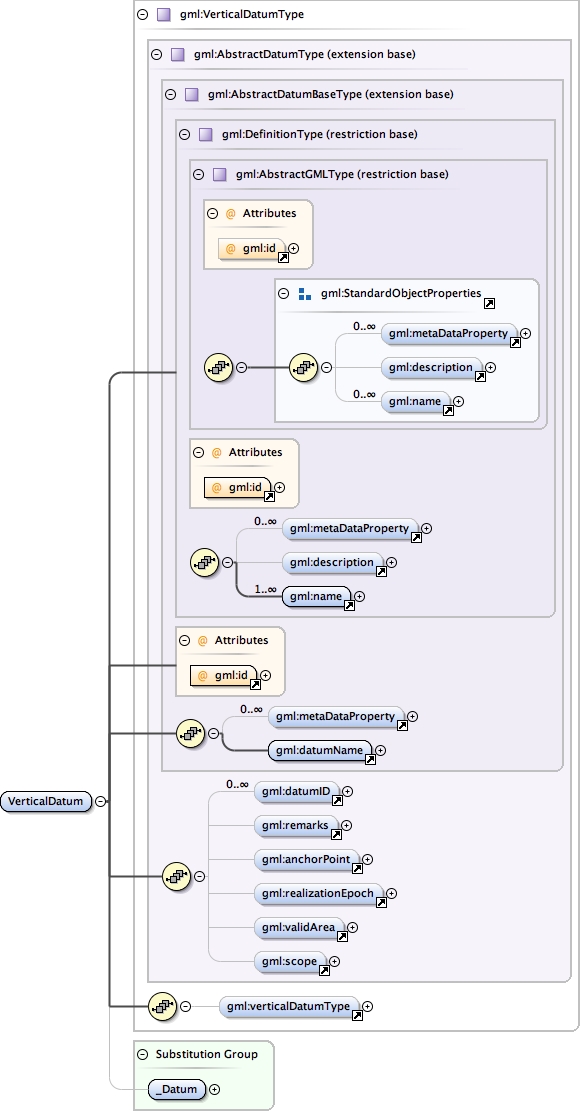 gml:VerticalDatumType
gml:AbstractDatumType (extension base)
gml:AbstractDatumBaseType (extension base)
gml:DefinitionType (restriction base)
gml:AbstractGMLType (restriction base)
@ Attributes
@ gml:id
gml:StandardObjectProperties
0..∞
gml:metaDataProperty
gml:description
0..∞
gml:name
@ Attributes
@ gml:id
0..∞
gml:metaDataProperty
gml:description
1..∞
gml:name
@ Attributes
@ gml:id
0..∞
gml:metaDataProperty
gml:datumName
VerticalDatum
0..∞
gml:datumID
gml:remarks
gml:anchorPoint
gml:realizationEpoch
gml:validArea
gml:scope
gml:verticalDatumType
Substitution Group
_Datum